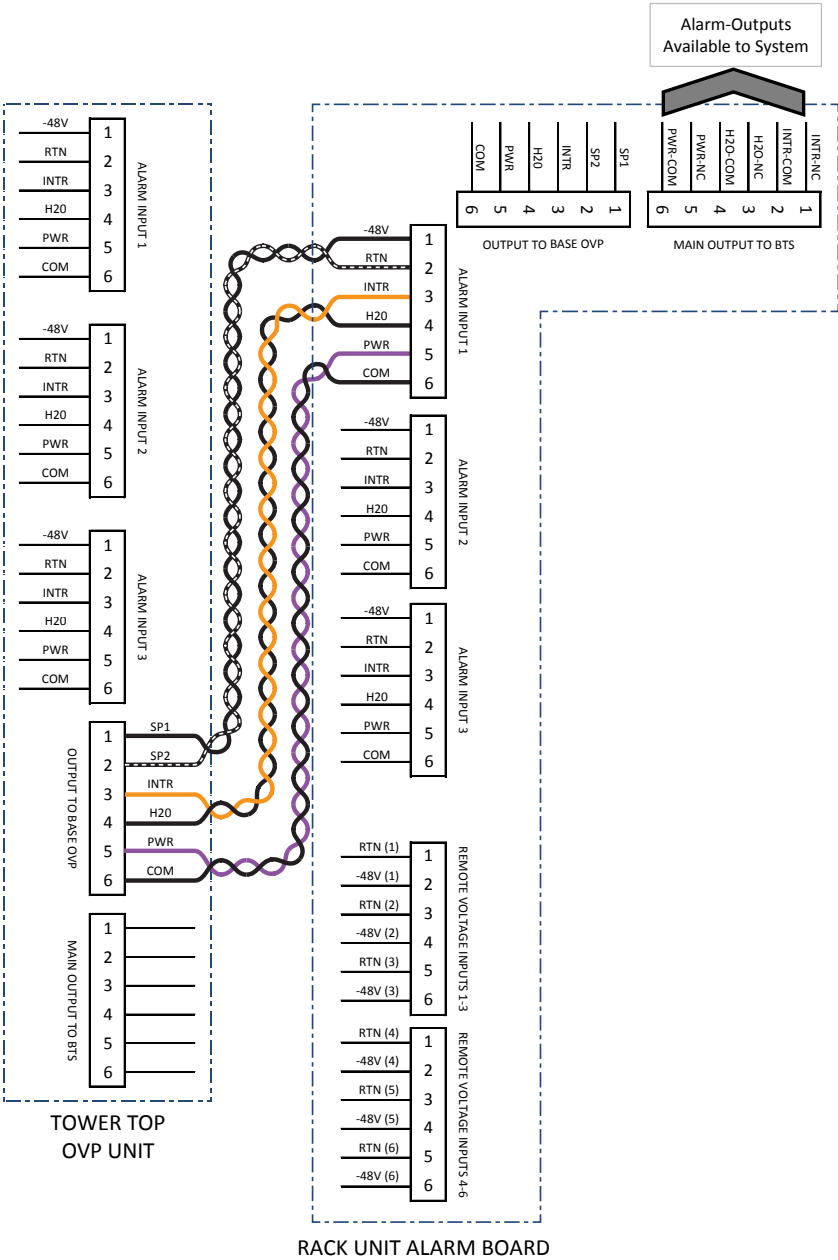 Alarm-Outputs
Available to System
-48V
1
RTN
2
INTR
3
H20
4
PWR
5
COM
6
ALARM INPUT 1
-48V
1
RTN
2
INTR
3
H20
4
PWR
5
COM
6
ALARM INPUT 2
-48V
1
RTN
2
INTR
3
H20
4
PWR
5
COM
6
ALARM INPUT 3
SP1
1
SP2
2
INTR
3
H20
4
PWR
5
COM
6
OUTPUT TO BASE OVP
1
2
3
4
5
6
MAIN OUTPUT TO BTS
TOWER TOP
OVP UNIT
COM
PWR
H20
INTR
SP2
SP1
6
5
4
3
2
1
OUTPUT TO BASE OVP
PWR-COM
PWR-NC
H2O-COM
H2O-NC
INTR-COM
INTR-NC
6
5
4
3
2
1
MAIN OUTPUT TO BTS
-48V
1
RTN
2
INTR
3
H20
4
PWR
5
COM
6
ALARM INPUT 1
-48V
1
RTN
2
INTR
3
H20
4
PWR
5
COM
6
ALARM INPUT 2
-48V
1
RTN
2
INTR
3
H20
4
PWR
5
COM
6
ALARM INPUT 3
RTN (1)
1
-48V (1)
2
RTN (2)
3
-48V (2)
4
RTN (3)
5
-48V (3)
6
REMOTE VOLTAGE INPUTS 1-3
RTN (4)
1
-48V (4)
2
RTN (5)
3
-48V (5)
4
RTN (6)
5
-48V (6)
6
REMOTE VOLTAGE INPUTS 4-6
RACK UNIT ALARM BOARD